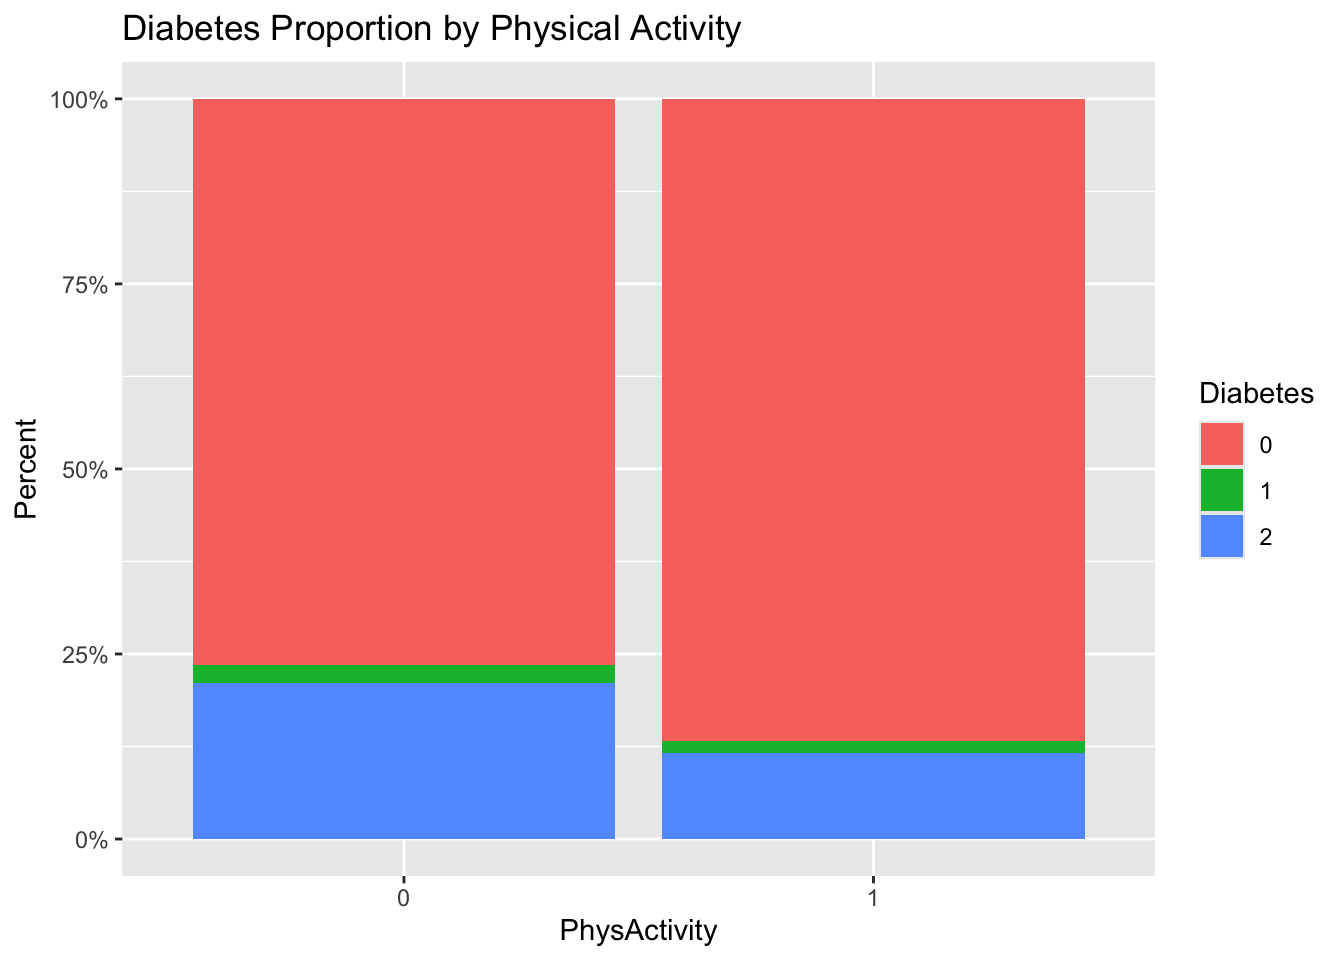 Diabetes Proportion by Physical Activity
100%
75%
50%
25%
0%
Percent
0
1
PhysActivity
Diabetes
0
1
2